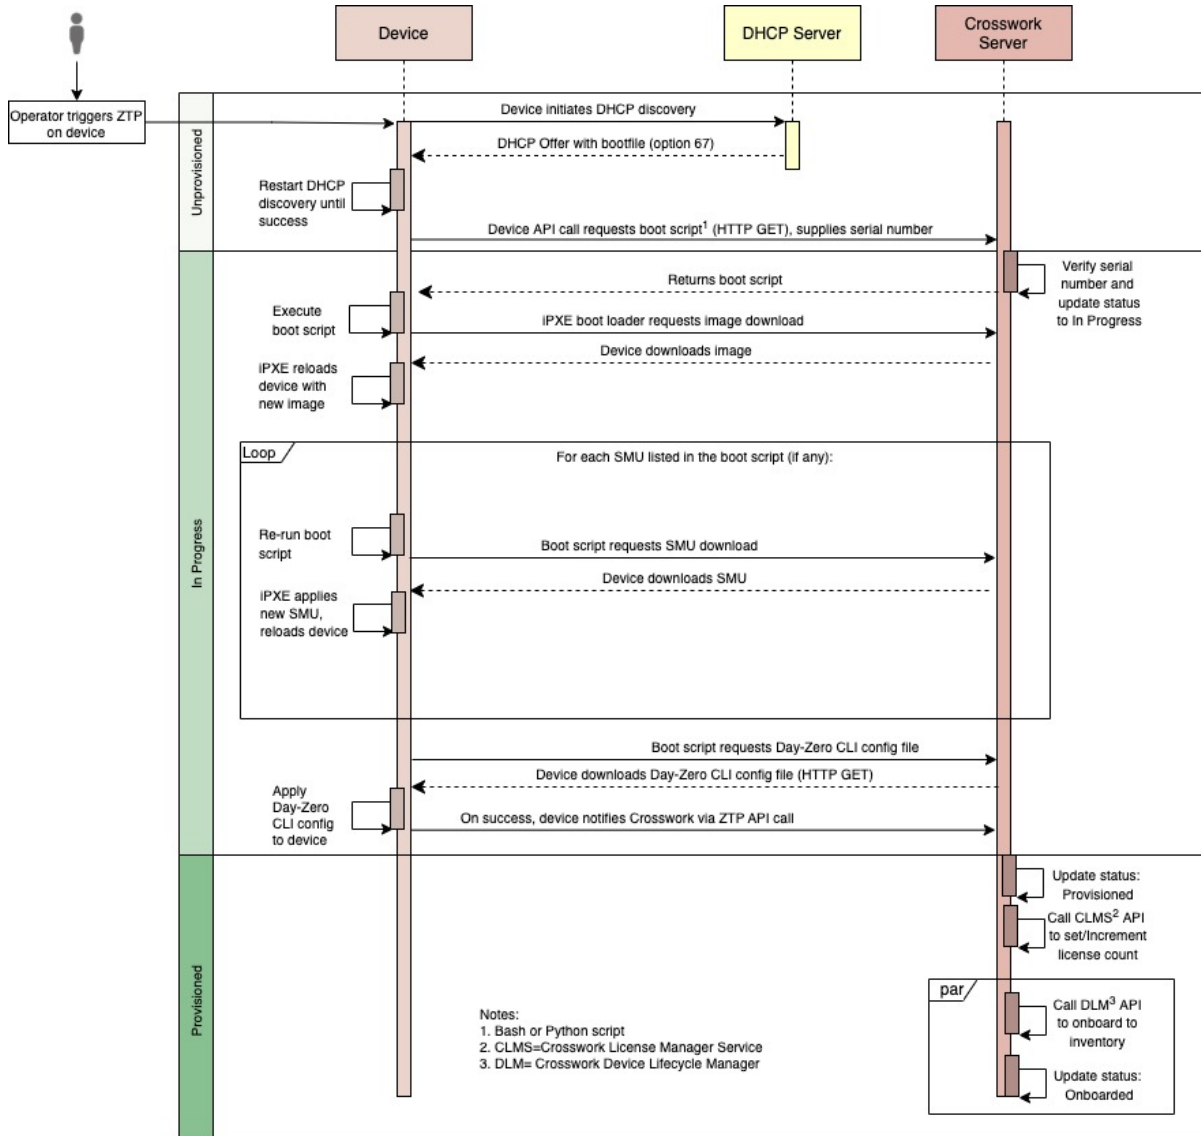 Device
DHCP Server
Crosswork
Server
Operator triggers ZTP
on device
Unprovisioned
Device initiates DHCP discovery
DHCP Offer with bootfile (option 67)
Restart DHCP
discovery until
success
Device API call requests boot script1 (HTTP GET), supplies serial number
In Progress
Verify serial
number and
update status
to In Progress
Returns boot script
Execute
boot script
iPXE boot loader requests image download
Device downloads image
iPXE reloads
device with
new image
Loop
For each SMU listed in the boot script (if any):
Re-run boot
script
Boot script requests SMU download
Device downloads SMU
iPXE applies
new SMU,
reloads device
Boot script requests Day-Zero CLI config file
Device downloads Day-Zero CLI config file (HTTP GET)
Apply
Day-Zero
CLI config
to device
On success, device notifies Crosswork via ZTP API call
Provisioned
Update status:
Provisioned
Call CLMS2 API
to set/Increment
license count
par
Call DLM3 API
to onboard to
inventory
Update status:
Onboarded
Notes:
1. Bash or Python script
2. CLMS=Crosswork License Manager Service
3. DLM= Crosswork Device Lifecycle Manager